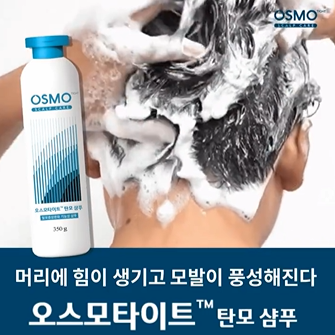 OSMO
SCALP CARE
OSMO
SCALP CARE
오스모타이트™ 탈모 샴푸
350 g
머리에 힘이 생기고 모발이 풍성해진다
오스모타이트™ 탄모 샴푸